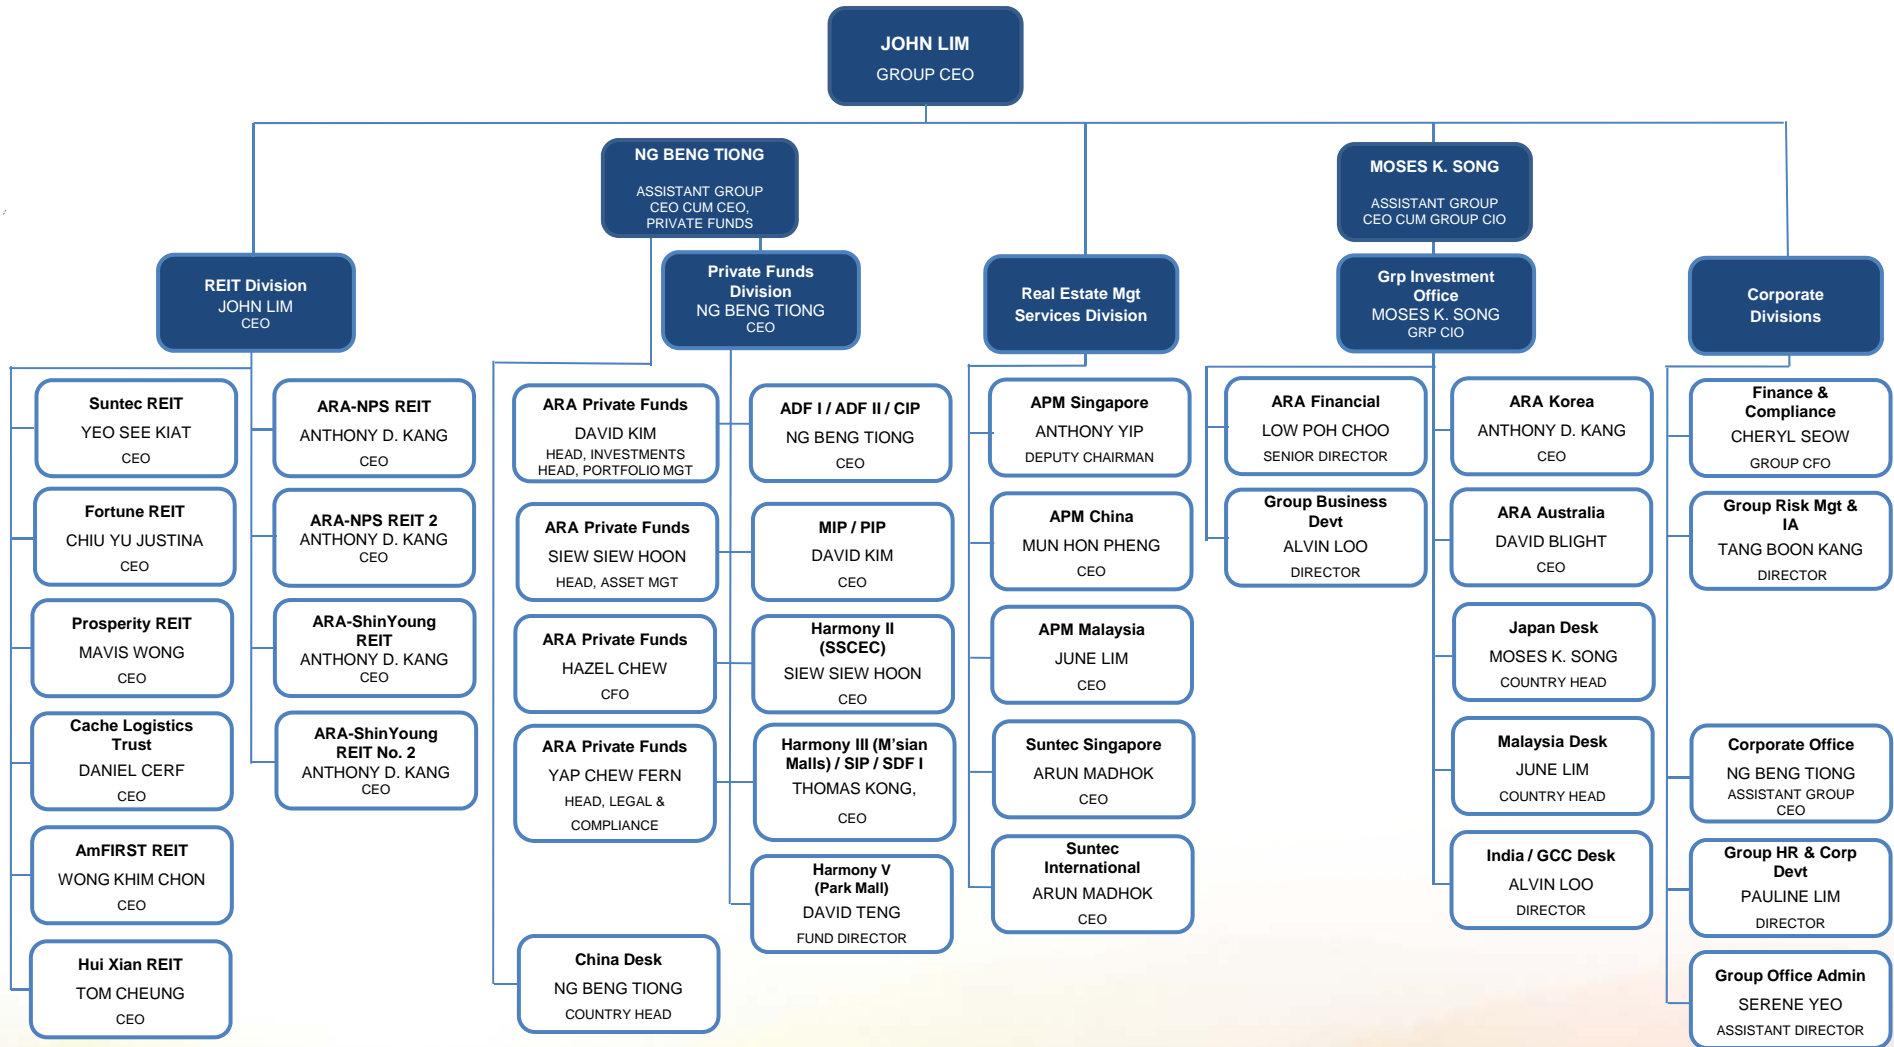 JOHN LIM
GROUP CEO
NG BENG TIONG
ASSISTANT GROUP
CEO CUM CEO,
PRIVATE FUNDS
MOSES K. SONG
ASSISTANT GROUP
CEO CUM GROUP CIO
REIT Division
JOHN LIM
CEO
Private Funds
Division
NG BENG TIONG
CEO
Real Estate Mgt
Services Division
Grp Investment
Office
MOSES K. SONG
GRP CIO
Corporate
Divisions
Suntec REIT
YEO SEE KIAT
CEO
Fortune REIT
CHIU YU JUSTINA
CEO
Prosperity REIT
MAVIS WONG
CEO
Cache Logistics
Trust
DANIEL CERF
CEO
AmFIRST REIT
WONG KHIM CHON
CEO
Hui Xian REIT
TOM CHEUNG
CEO
ARA-NPS REIT
ANTHONY D. KANG
CEO
ARA-NPS REIT 2
ANTHONY D. KANG
CEO
ARA-ShinYoung
REIT
ANTHONY D. KANG
CEO
ARA-ShinYoung
REIT No. 2
ANTHONY D. KANG
CEO
ARA Private Funds
DAVID KIM
HEAD, INVESTMENTS
HEAD, PORTFOLIO MGT
ARA Private Funds
SIEW SIEW HOON
HEAD, ASSET MGT
ARA Private Funds
HAZEL CHEW
CFO
ARA Private Funds
YAP CHEW FERN
HEAD, LEGAL &
COMPLIANCE
China Desk
NG BENG TIONG
COUNTRY HEAD
ADF I / ADF II / CIP
NG BENG TIONG
CEO
MIP / PIP
DAVID KIM
CEO
Harmony II
(SSCEC)
SIEW SIEW HOON
CEO
Harmony III (M'sian
Malls) / SIP / SDF I
THOMAS KONG,
CEO
Harmony V
(Park Mall)
DAVID TENG
FUND DIRECTOR
APM Singapore
ANTHONY YIP
DEPUTY CHAIRMAN
APM China
MUN HON PHENG
CEO
APM Malaysia
JUNE LIM
CEO
Suntec Singapore
ARUN MADHOK
CEO
Suntec
International
ARUN MADHOK
CEO
ARA Financial
LOW POH CHOO
SENIOR DIRECTOR
Group Business
Devt
ALVIN LOO
DIRECTOR
ARA Korea
ANTHONY D. KANG
CEO
ARA Australia
DAVID BLIGHT
CEO
Japan Desk
MOSES K. SONG
COUNTRY HEAD
Malaysia Desk
JUNE LIM
COUNTRY HEAD
India / GCC Desk
ALVIN LOO
DIRECTOR
Finance &
Compliance
CHERYL SEOW
GROUP CFO
Group Risk Mgt &
IA
TANG BOON KANG
DIRECTOR
Corporate Office
NG BENG TIONG
ASSISTANT GROUP
CEO
Group HR & Corp
Devt
PAULINE LIM
DIRECTOR
Group Office Admin
SERENE YEO
ASSISTANT DIRECTOR